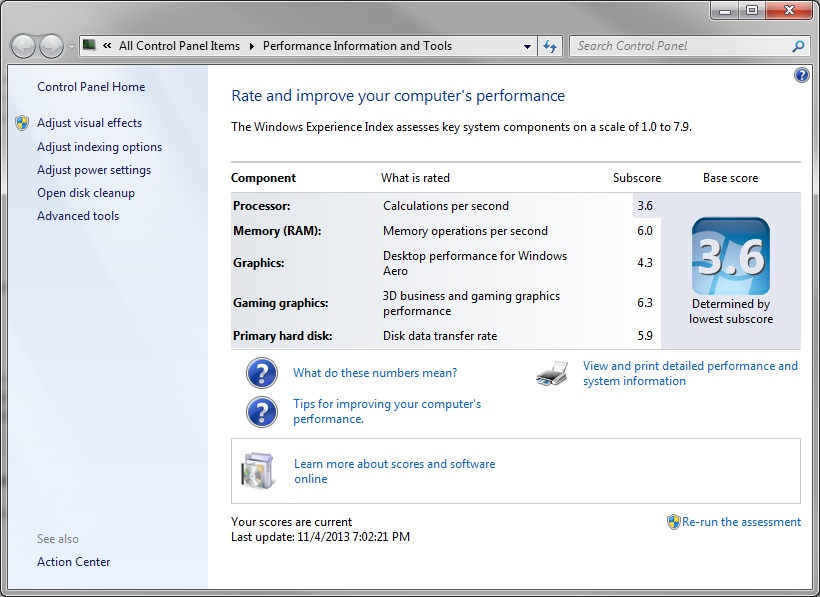 « All Control Panel Items ▸ Performance Information and Tools
Search Control Panel
Control Panel Home
Adjust visual effects
Adjust indexing options
Adjust power settings
Open disk cleanup
Advanced tools
See also
Action Center
Rate and improve your computer's performance
The Windows Experience Index assesses key system components on a scale of 1.0 to 7.9.
Component What is rated Subscore Base score
Processor: Calculations per second 3.6
Memory (RAM): Memory operations per second 6.0
Graphics: Desktop performance for Windows
Aero 4.3
Gaming graphics: 3D business and gaming graphics
performance 6.3
Primary hard disk: Disk data transfer rate 5.9
3.6
Determined by
lowest subscore
What do these numbers mean?
Tips for improving your computer's
performance.
View and print detailed performance and
system information
Learn more about scores and software
online
Your scores are current
Last update: 11/4/2013 7:02:21 PM
Re-run the assessment